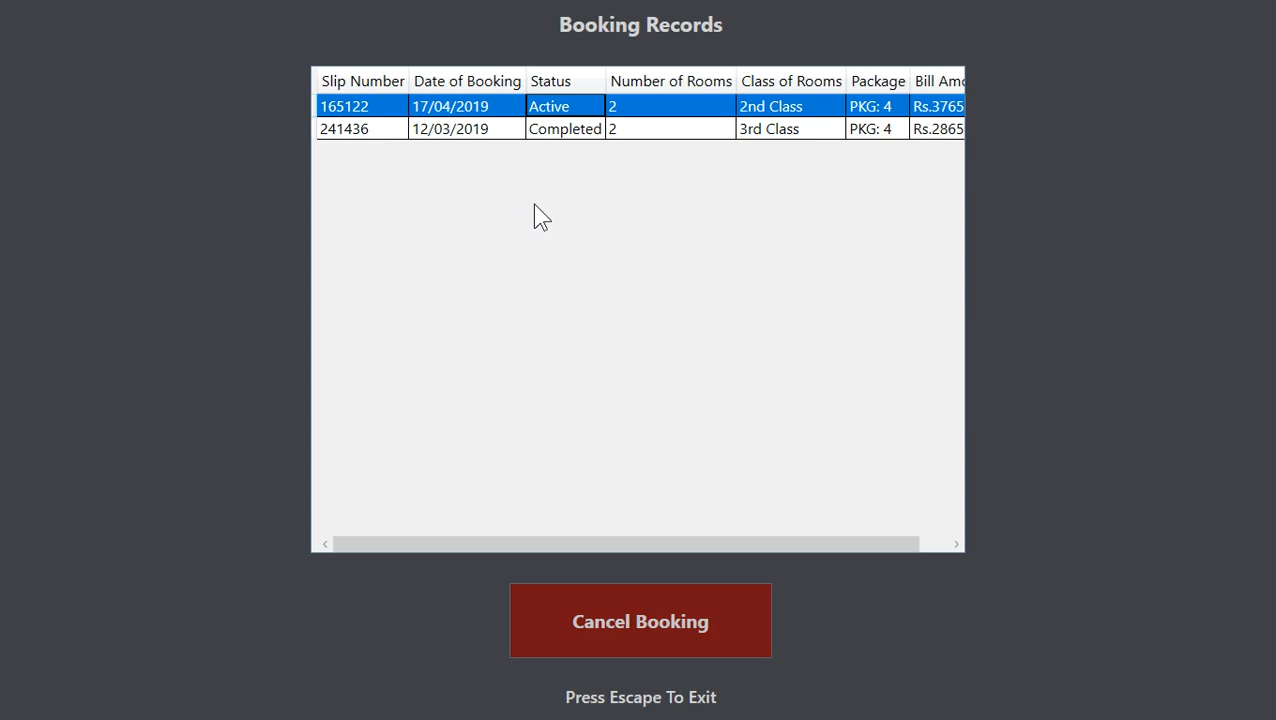 Booking Records
Slip Number Date of Booking Status Number of Rooms Class of Rooms Package Bill Amo
165122 17/04/2019 Active 2 2nd Class PKG: 4 Rs.3765
241436 12/03/2019 Completed 2 3rd Class PKG: 4 Rs.2865
Cancel Booking
Press Escape To Exit